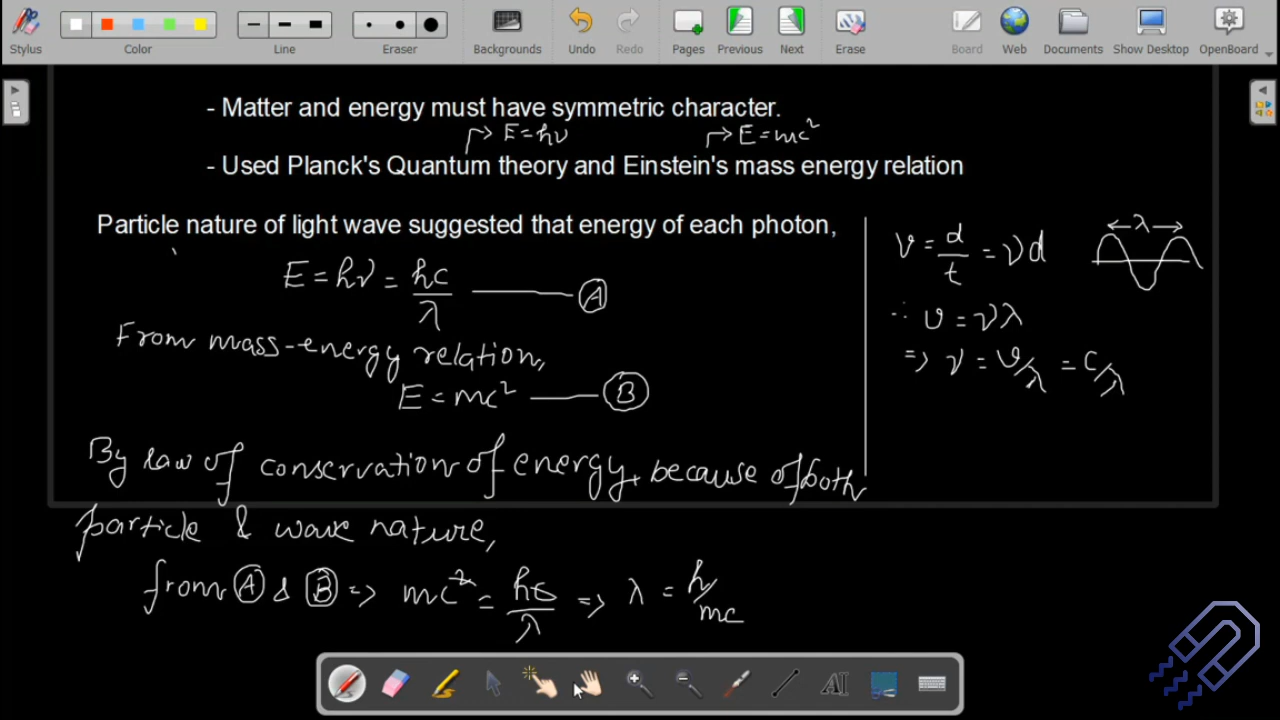 Stylus Color Line Eraser Backgrounds Undo Redo Pages Previous Next Erase Board Web Documents Show Desktop OpenBoard
- Matter and energy must have symmetric character.
→ E=hν → E=mc²
- Used Planck's Quantum theory and Einstein's mass energy relation
Particle nature of light wave suggested that energy of each photon,
E = hν = hc/λ —— Ⓐ
From mass-energy relation,
E = mc² —— Ⓑ
By law of conservation of energy, because of both
particle & wave nature,
from Ⓐ & Ⓑ => mc² = hc/λ => λ = h/mc
v = d/t = νd
λ
∴ v = νλ
=> ν = v/λ = c/λ
AI